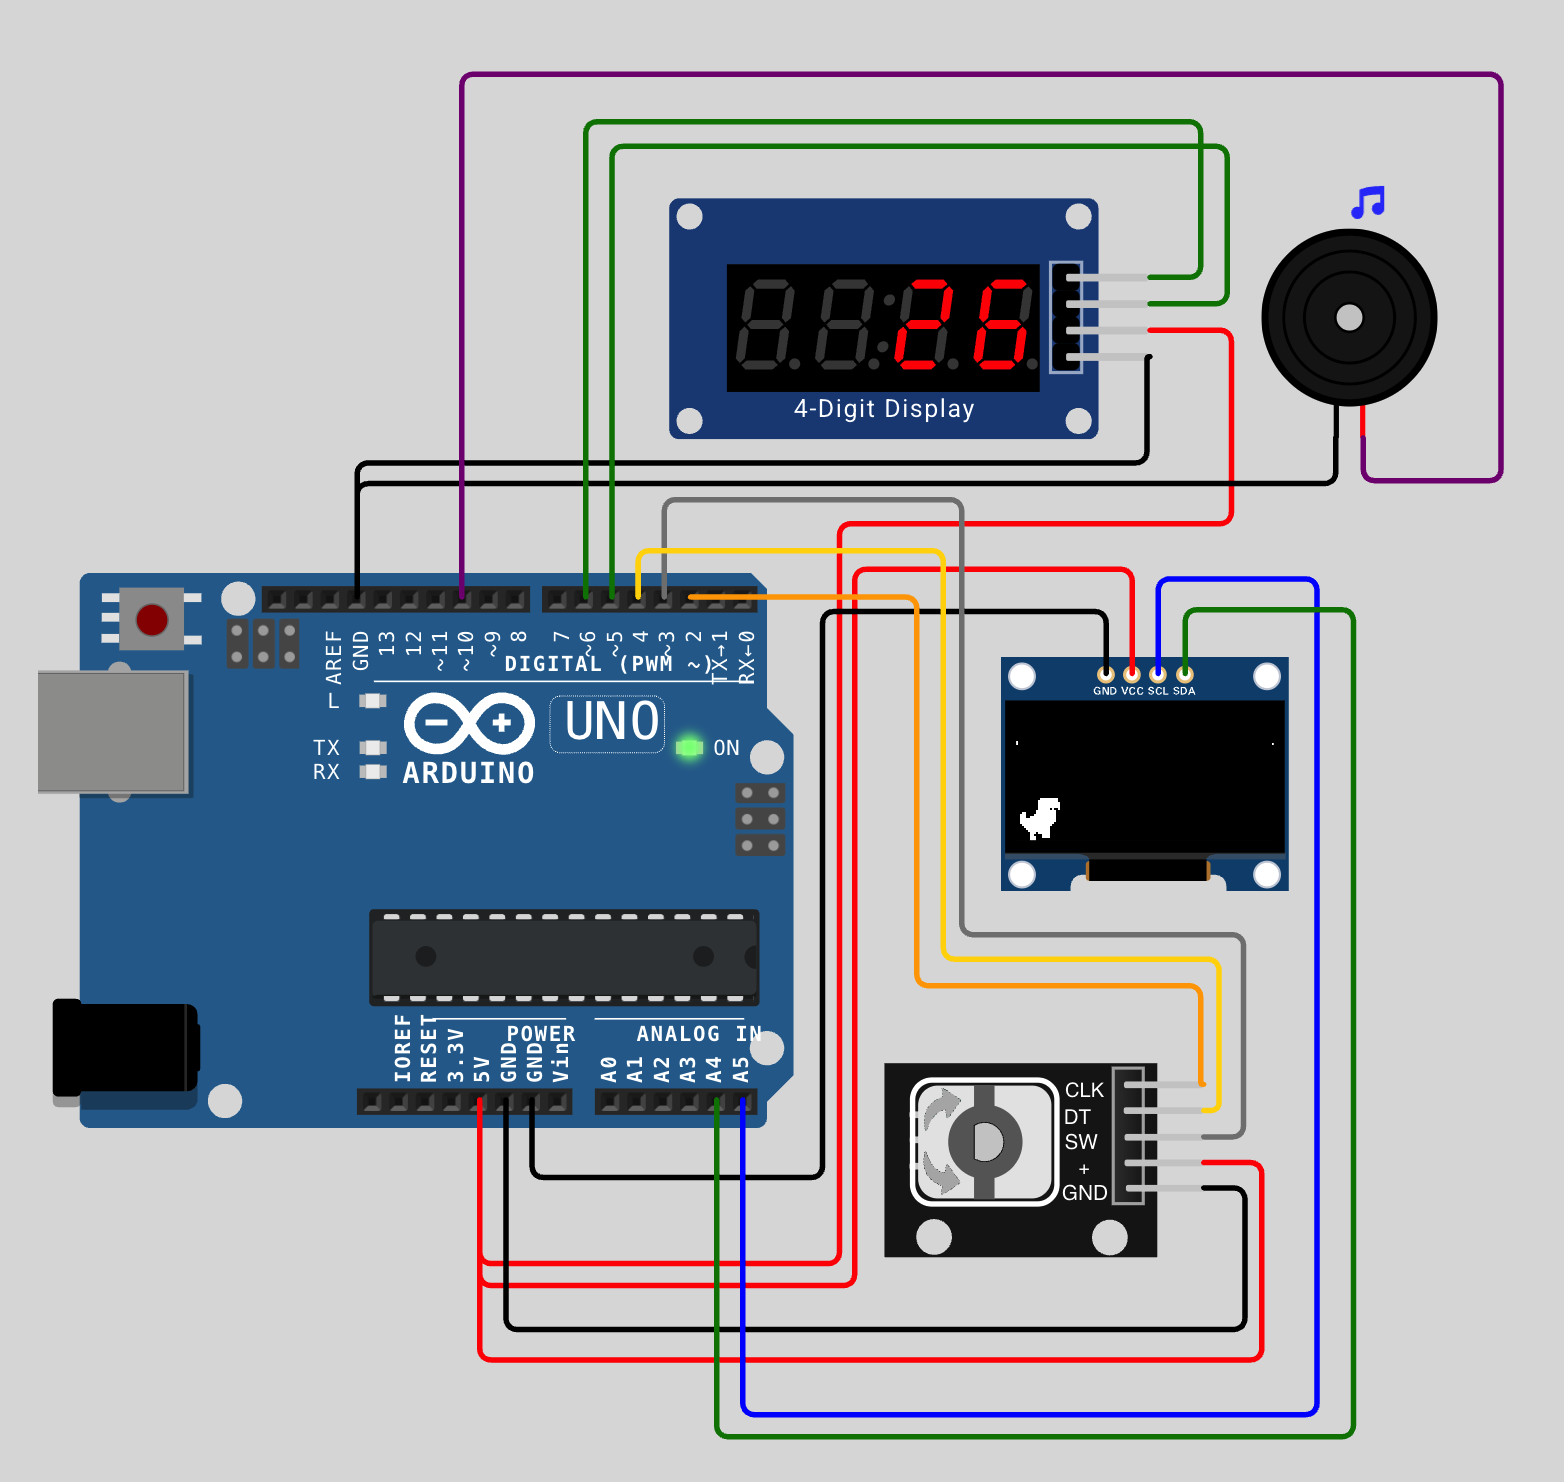 26
4-Digit Display
AREF
GND
13
12
~11
~10
~9
8
7
~6
~5
4
~3
2
TX→1
RX←0
DIGITAL (PWM ~)
L
TX
RX
UNO
ON
ARDUINO
GND VCC SCL SDA
IOREF
RESET
3.3V
5V
GND
GND
Vin
POWER
ANALOG IN
A0
A1
A2
A3
A4
A5
CLK
DT
SW
+
GND